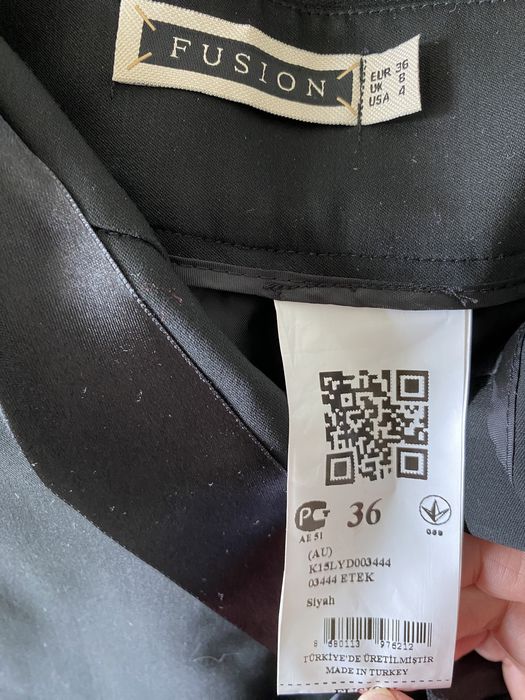 FUSION
EUR 36
UK 8
USA 4
РСТ 36
AE 51
(AU)
K15LYD003444
03444 ETEK
Siyah
8 680113 976212
TÜRKİYE'DE ÜRETİLMİŞTİR
MADE IN TURKEY